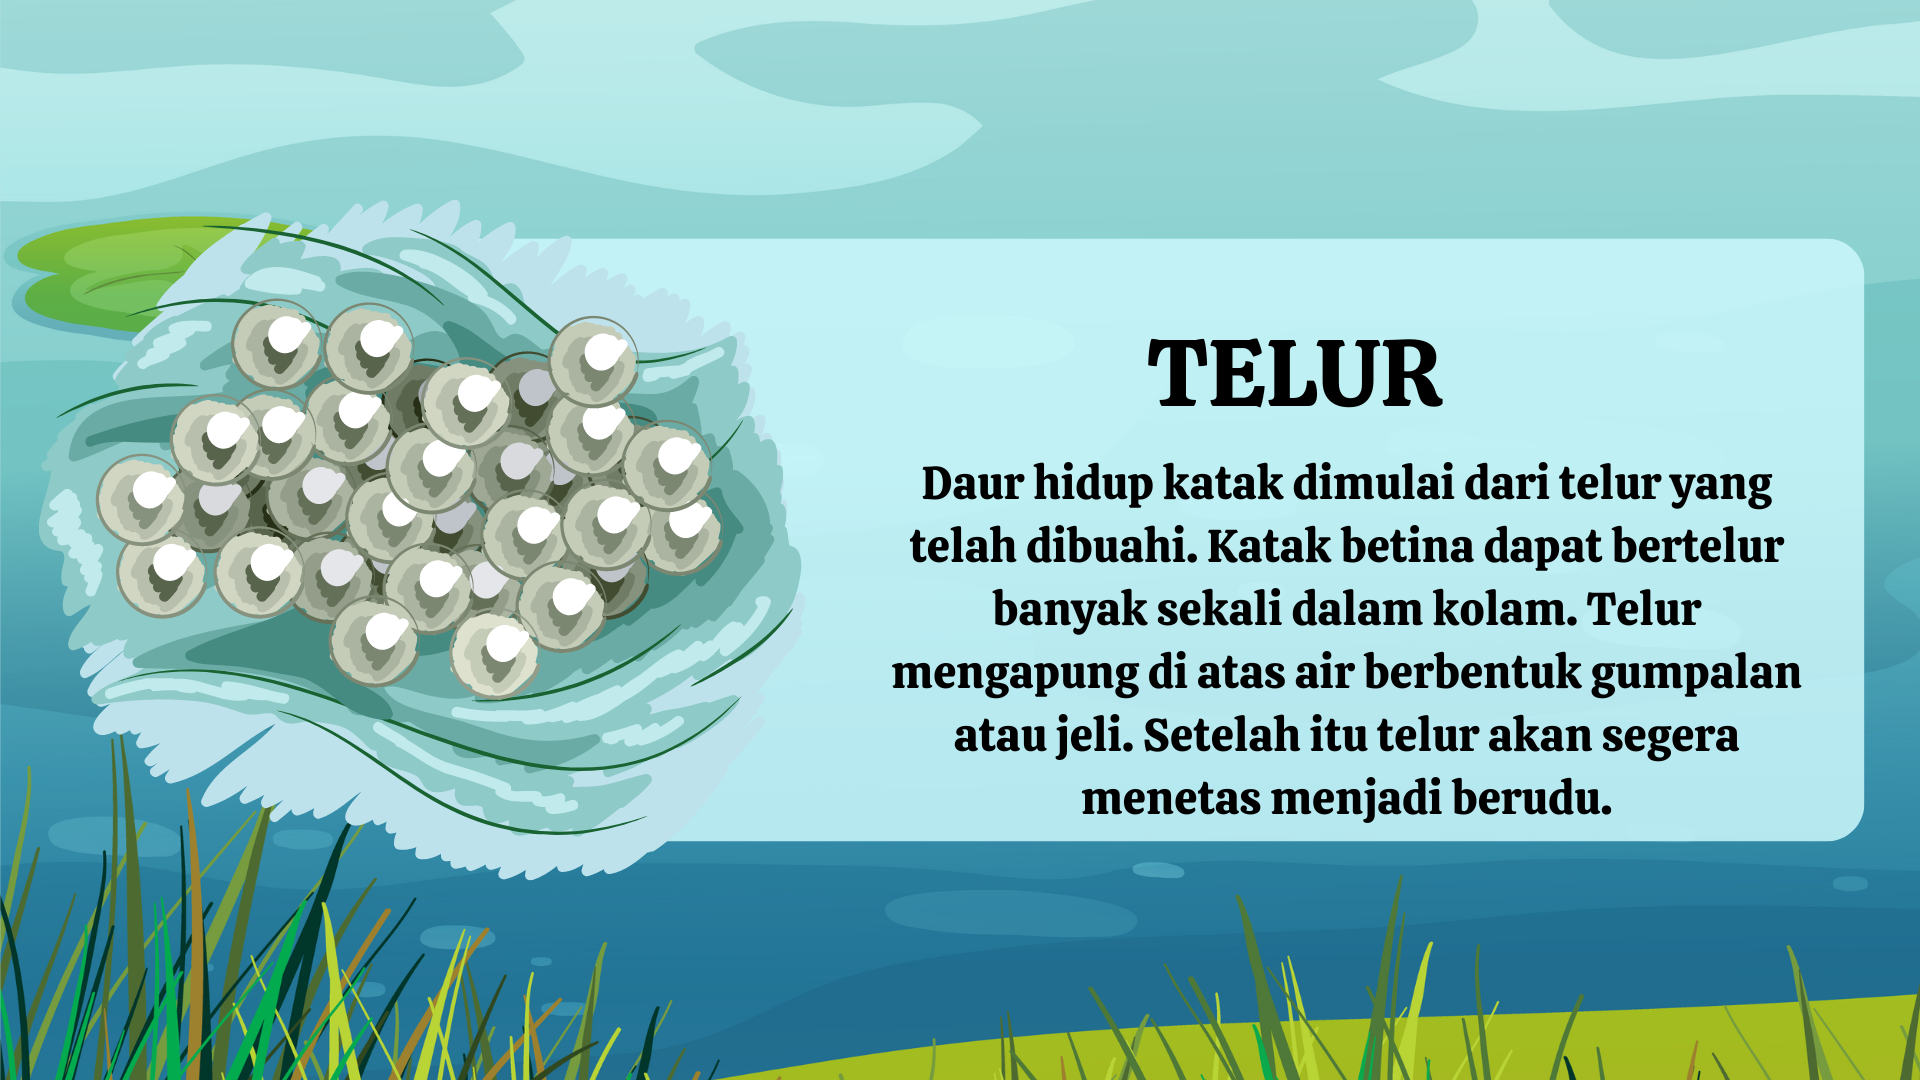 TELUR
Daur hidup katak dimulai dari telur yang
telah dibuahi. Katak betina dapat bertelur
banyak sekali dalam kolam. Telur
mengapung di atas air berbentuk gumpalan
atau jeli. Setelah itu telur akan segera
menetas menjadi berudu.